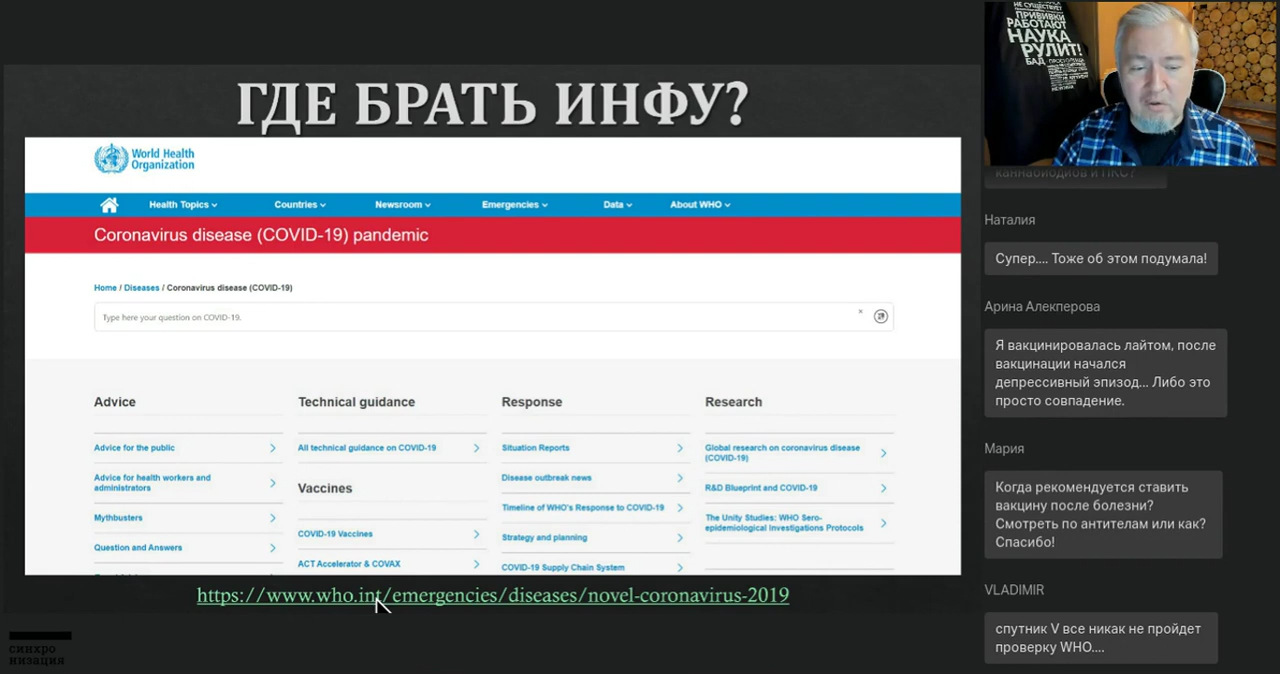 ГДЕ БРАТЬ ИНФУ?
World Health
Organization
Health Topics
Countries
Newsroom
Emergencies
Data
About WHO
Coronavirus disease (COVID-19) pandemic
Home / Diseases / Coronavirus disease (COVID-19)
Type here your question on COVID-19.
×
Advice
Advice for the public
Advice for health workers and
administrators
Mythbusters
Question and Answers
Technical guidance
All technical guidance on COVID-19
Vaccines
COVID-19 Vaccines
ACT Accelerator & COVAX
Response
Situation Reports
Disease outbreak news
Timeline of WHO's Response to COVID-19
Strategy and planning
COVID-19 Supply Chain System
Research
Global research on coronavirus disease
(COVID-19)
R&D Blueprint and COVID-19
The Unity Studies: WHO Sero-
epidemiological Investigations Protocols
https://www.who.int/emergencies/diseases/novel-coronavirus-2019
синхро
низация
НЕ СУЩЕСТВУЕТ
ПРИВИВКИ
РАБОТАЮТ
НАУКА
РУЛИТ!
БАД
каннабиодиов и ПКС?
Наталия
Супер.... Тоже об этом подумала!
Арина Алекперова
Я вакцинировалась лайтом, после
вакцинации начался
депрессивный эпизод... Либо это
просто совпадение.
Мария
Когда рекомендуется ставить
вакцину после болезни?
Смотреть по антителам или как?
Спасибо!
VLADIMIR
спутник V все никак не пройдет
проверку WHO....